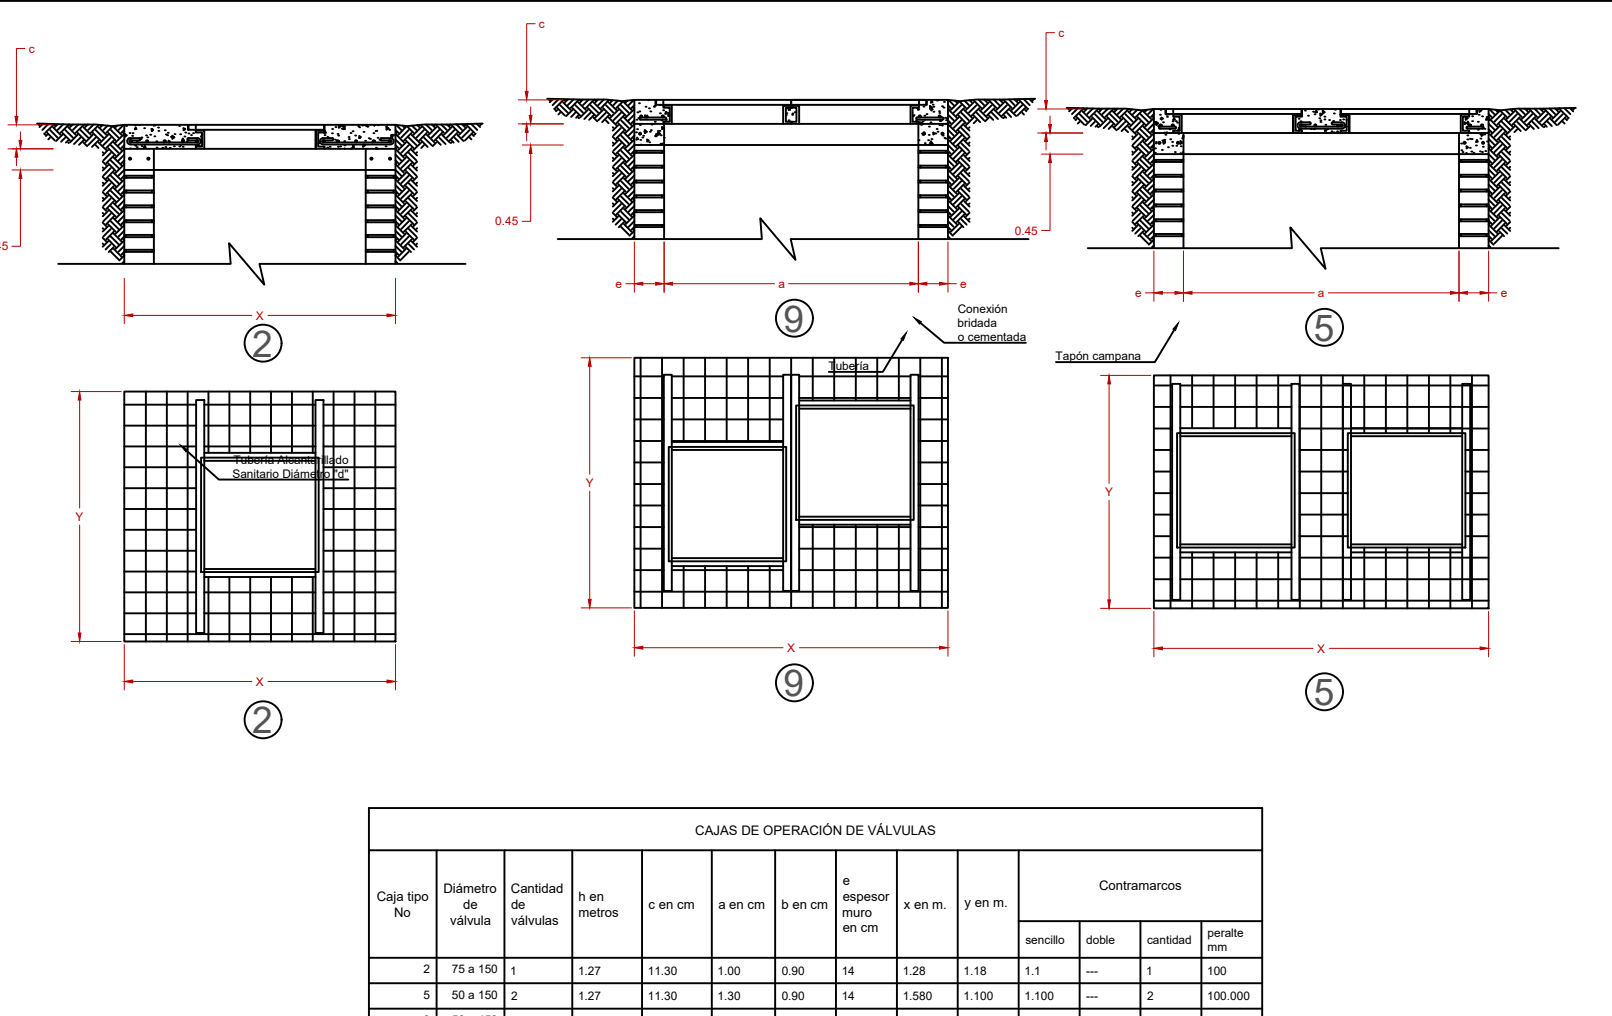 c
c
c
0.45
0.45
e
a
e
e
a
e
X
2
9
5
Conexión
bridada
o cementada
Tubería
Tapón campana
Y
Y
Y
Tubería Alcantarillado
Sanitario Diámetro "d"
X
X
X
2
9
5
CAJAS DE OPERACIÓN DE VÁLVULAS
Caja tipo No | Diámetro de válvula | Cantidad de válvulas | h en metros | c en cm | a en cm | b en cm | e espesor muro en cm | x en m. | y en m. | Contramarcos
sencillo | doble | cantidad | peralte mm
2 | 75 a 150 | 1 | 1.27 | 11.30 | 1.00 | 0.90 | 14 | 1.28 | 1.18 | 1.1 | --- | 1 | 100
5 | 50 a 150 | 2 | 1.27 | 11.30 | 1.30 | 0.90 | 14 | 1.580 | 1.100 | 1.100 | --- | 2 | 100.000